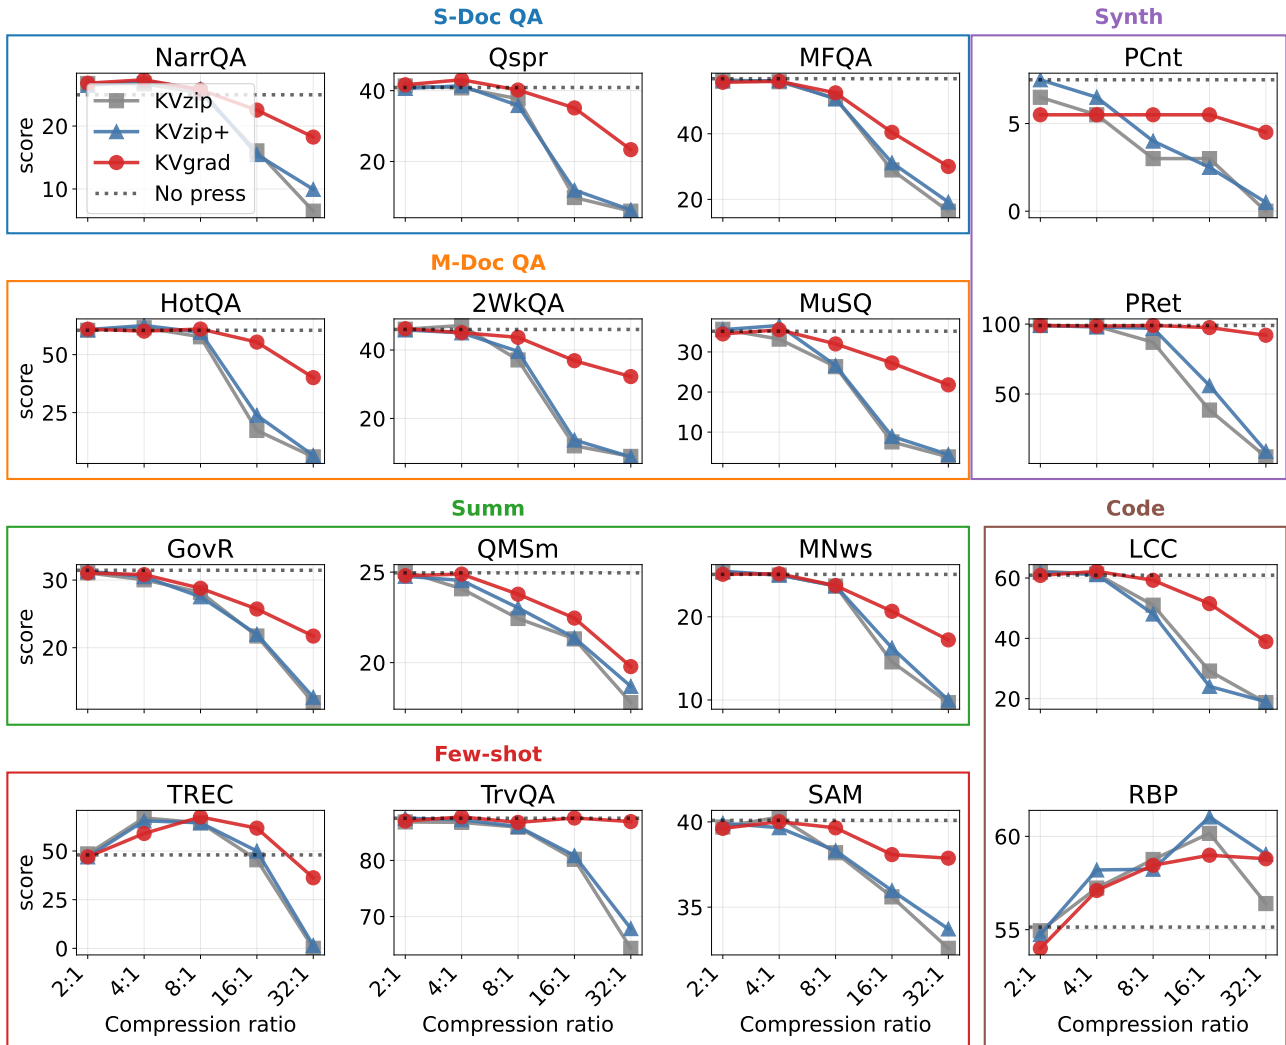 S-Doc QA
Synth
NarrQA
Qspr
MFQA
PCnt
score
20
10
KVzip
KVzip+
KVgrad
No press
40
20
40
20
5
0
M-Doc QA
HotQA
2WkQA
MuSQ
PRet
score
50
25
40
20
30
20
10
100
50
Summ
Code
GovR
QMSm
MNws
LCC
score
30
20
25
20
20
10
60
40
20
Few-shot
TREC
TrvQA
SAM
RBP
score
50
25
0
80
70
40
35
60
55
2:1 4:1 8:1 16:1 32:1
2:1 4:1 8:1 16:1 32:1
2:1 4:1 8:1 16:1 32:1
2:1 4:1 8:1 16:1 32:1
Compression ratio
Compression ratio
Compression ratio
Compression ratio